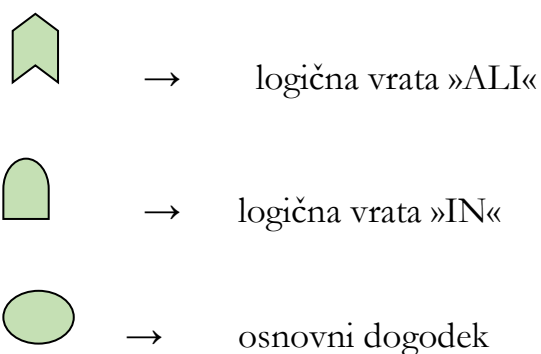 → logična vrata »ALI«
→ logična vrata »IN«
→ osnovni dogodek